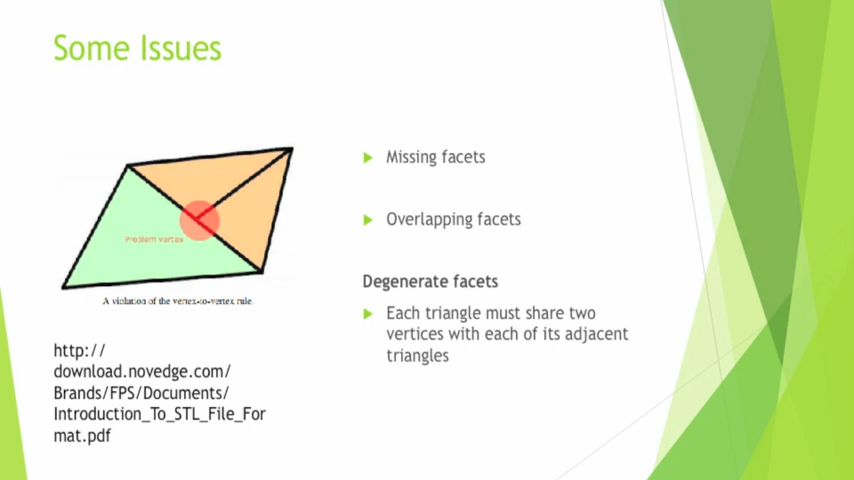 Some Issues
Problem vertex
A violation of the vertex-to-vertex rule.
http://
download.novedge.com/
Brands/FPS/Documents/
Introduction_To_STL_File_For
mat.pdf
Missing facets
Overlapping facets
Degenerate facets
Each triangle must share two
vertices with each of its adjacent
triangles